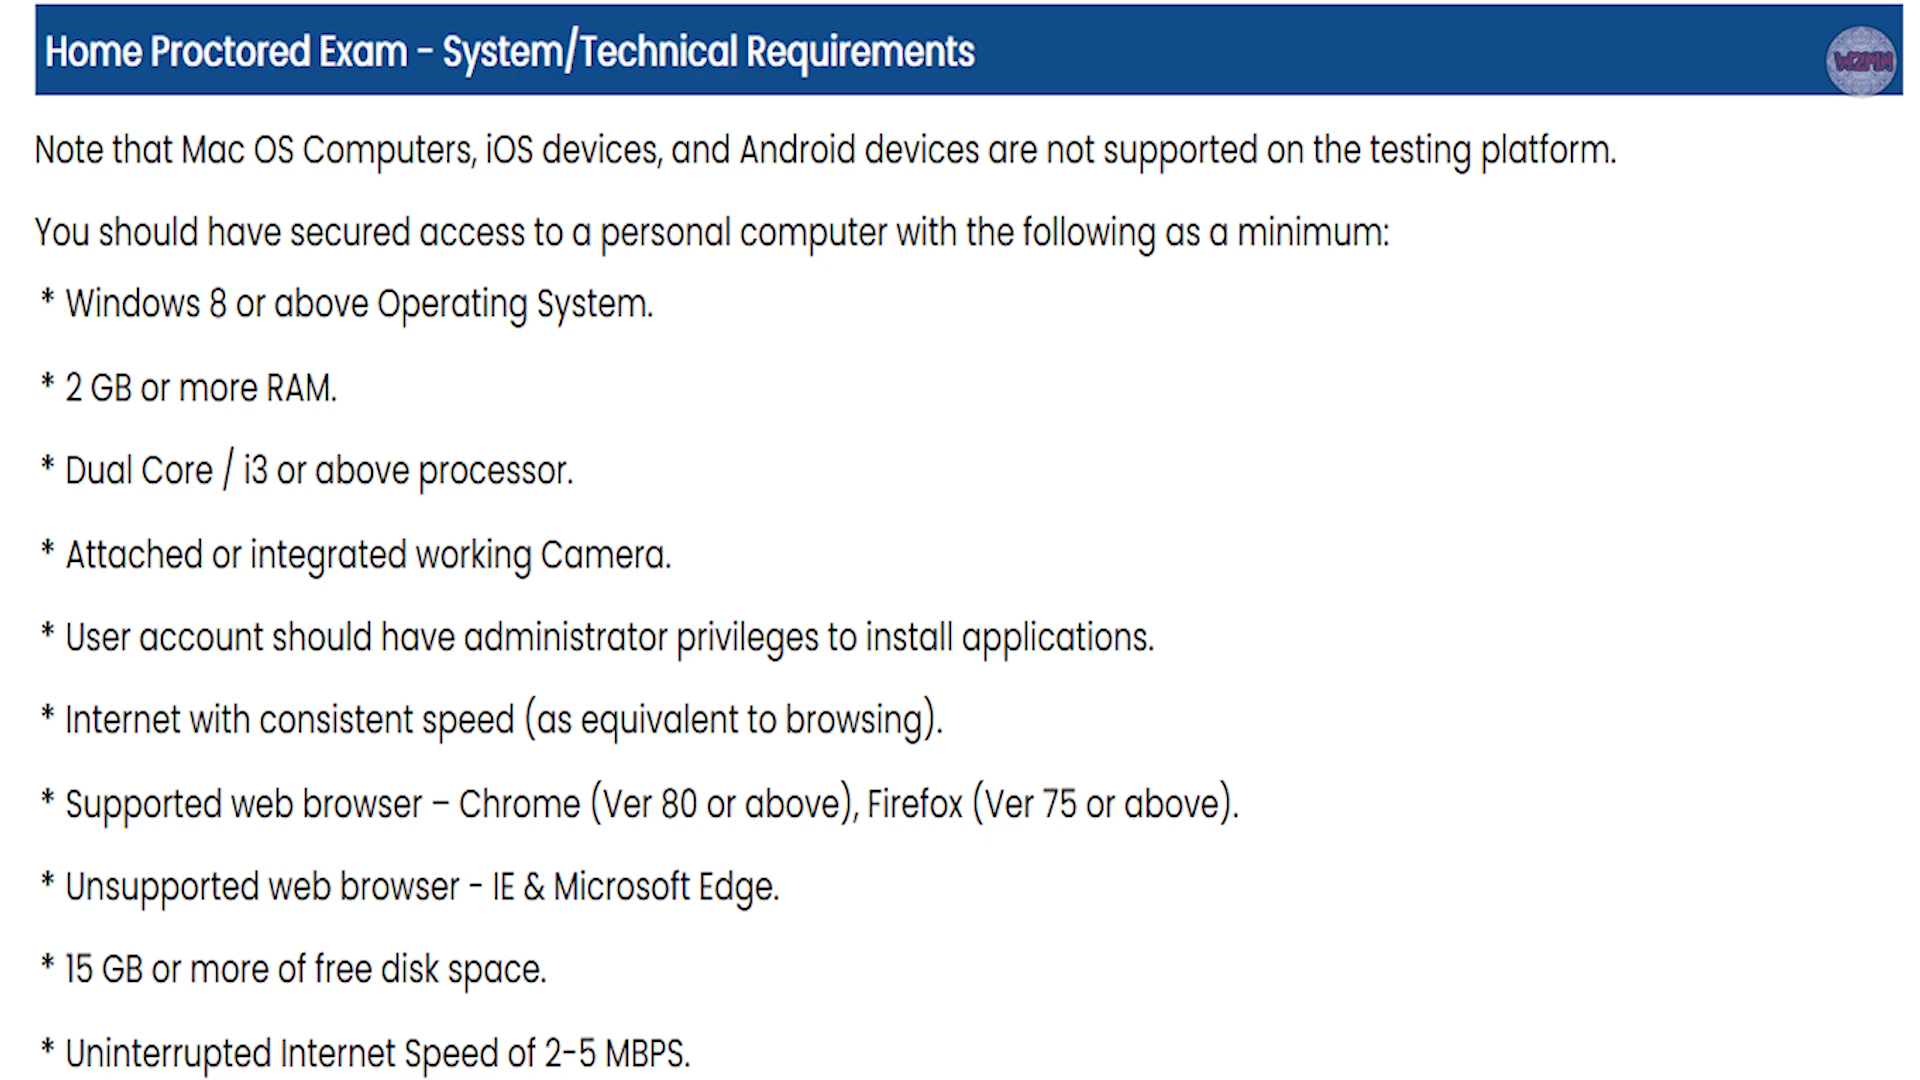 Home Proctored Exam - System/Technical Requirements
WZMM
Note that Mac OS Computers, iOS devices, and Android devices are not supported on the testing platform.
You should have secured access to a personal computer with the following as a minimum:
* Windows 8 or above Operating System.
* 2 GB or more RAM.
* Dual Core / i3 or above processor.
* Attached or integrated working Camera.
* User account should have administrator privileges to install applications.
* Internet with consistent speed (as equivalent to browsing).
* Supported web browser – Chrome (Ver 80 or above), Firefox (Ver 75 or above).
* Unsupported web browser - IE & Microsoft Edge.
* 15 GB or more of free disk space.
* Uninterrupted Internet Speed of 2-5 MBPS.